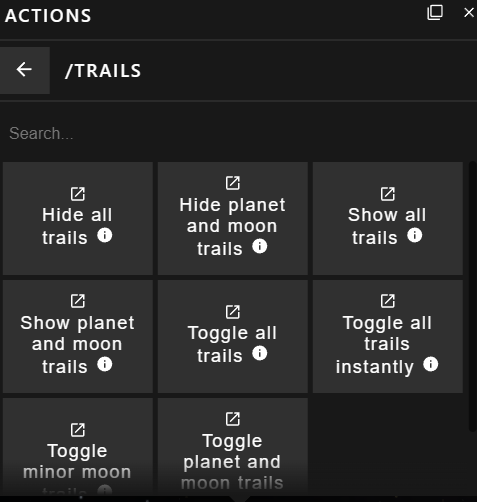 ACTIONS
/TRAILS
Search...
Hide all
trails
Hide planet
and moon
trails
Show all
trails
Show planet
and moon
trails
Toggle all
trails
Toggle all
trails
instantly
Toggle
minor moon
trails
Toggle
planet and
moon trails